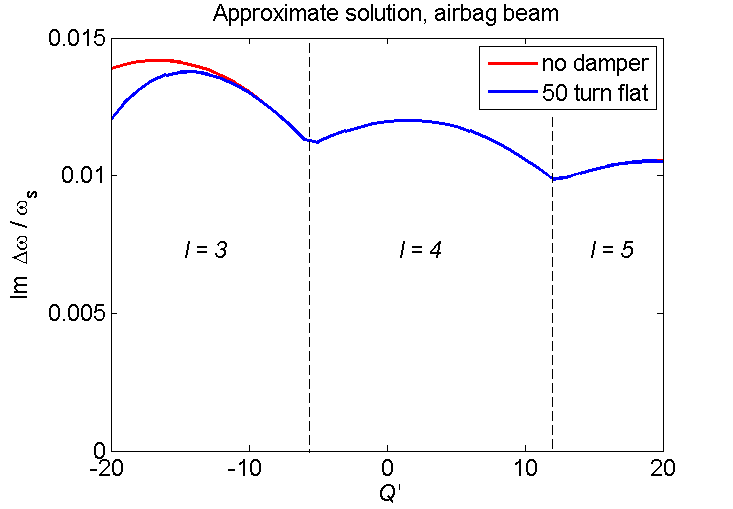 Approximate solution, airbag beam
0.015
no damper
50 turn flat
0.01
Im Δω / ωs
l = 3
l = 4
l = 5
0.005
0
-20
-10
0
10
20
Q'